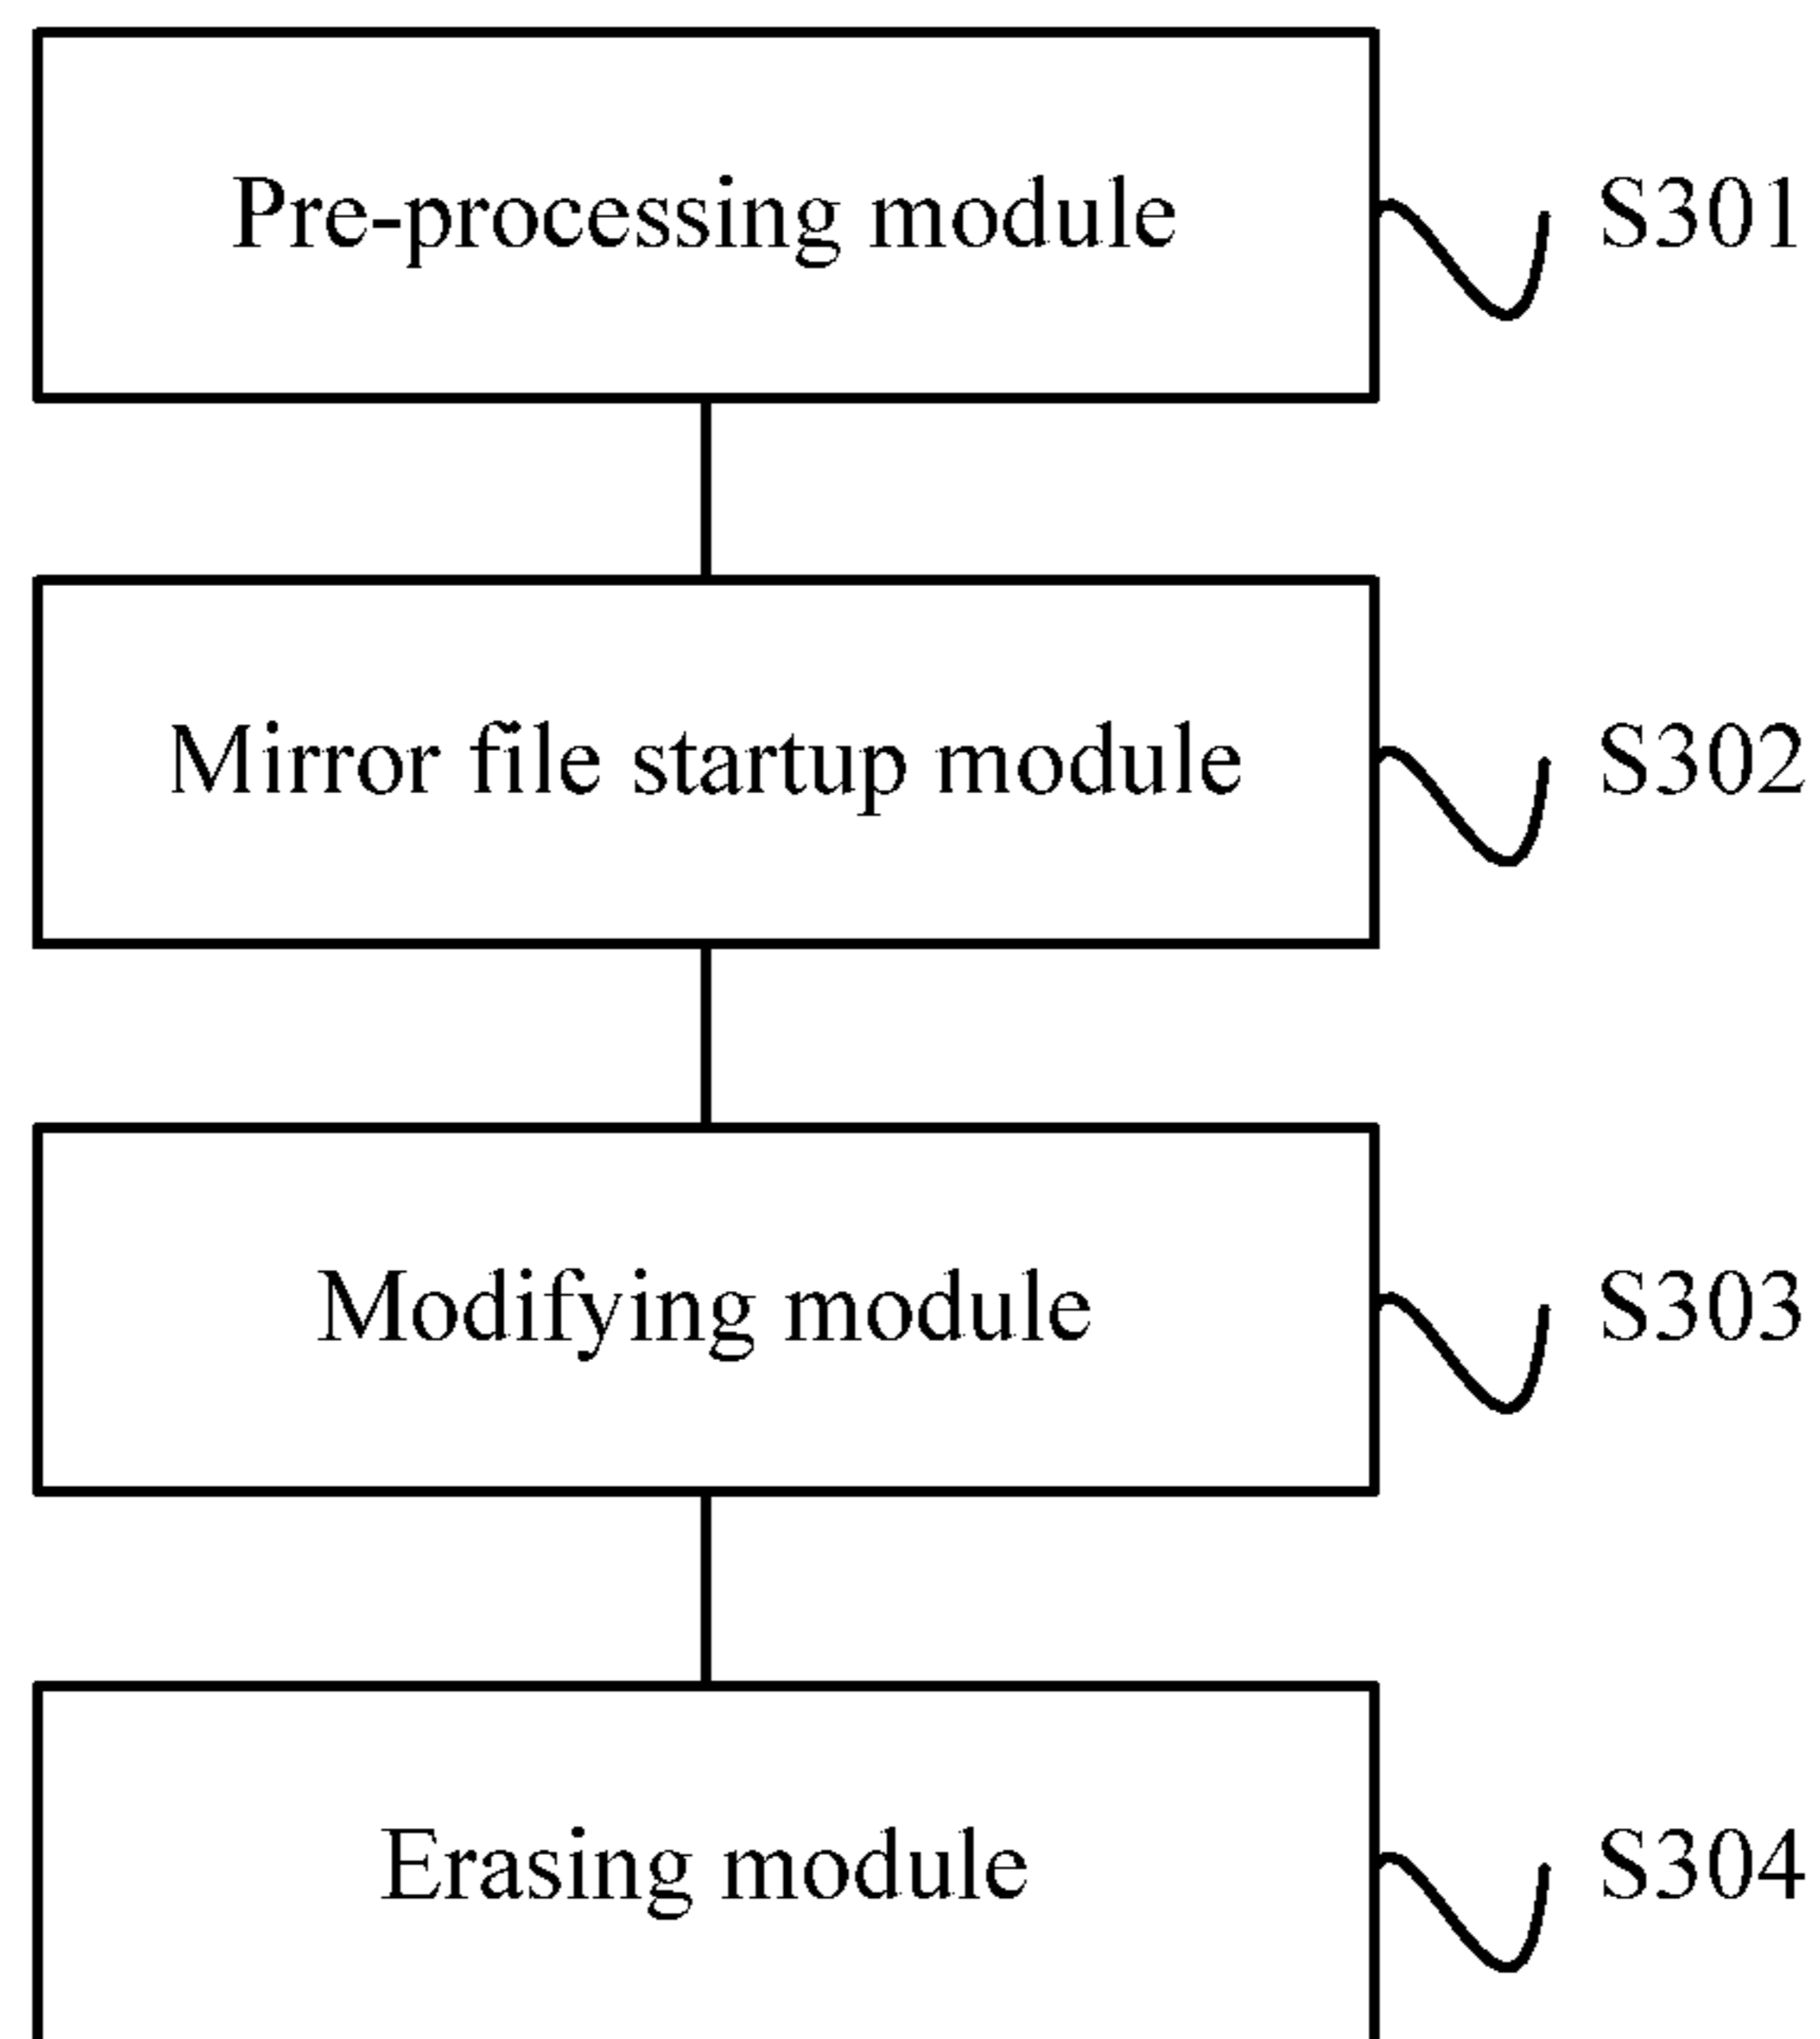 Pre-processing module S301
Mirror file startup module S302
Modifying module S303
Erasing module S304